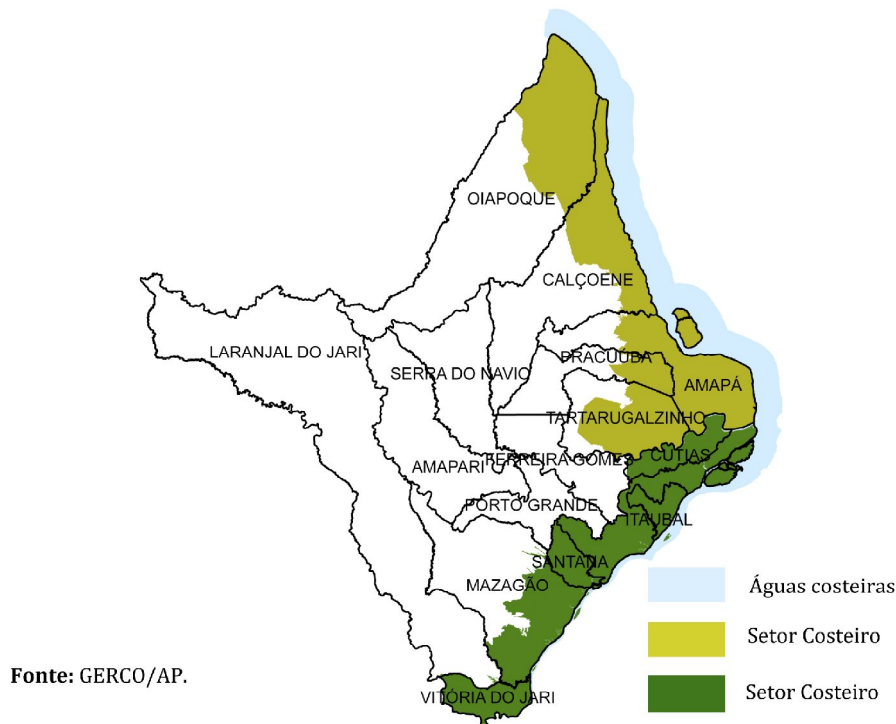 OIAPOQUE
CALÇOENE
LARANJAL DO JARI
PRACUÚBA
SERRA DO NAVIO
AMAPÁ
TARTARUGALZINHO
CUTIAS
FERREIRA GOMES
AMAPARI
PORTO GRANDE
ITAUBAL
SANTANA
MAZAGÃO
Águas costeiras
Setor Costeiro
Fonte: GERCO/AP.
VITÓRIA DO JARI
Setor Costeiro